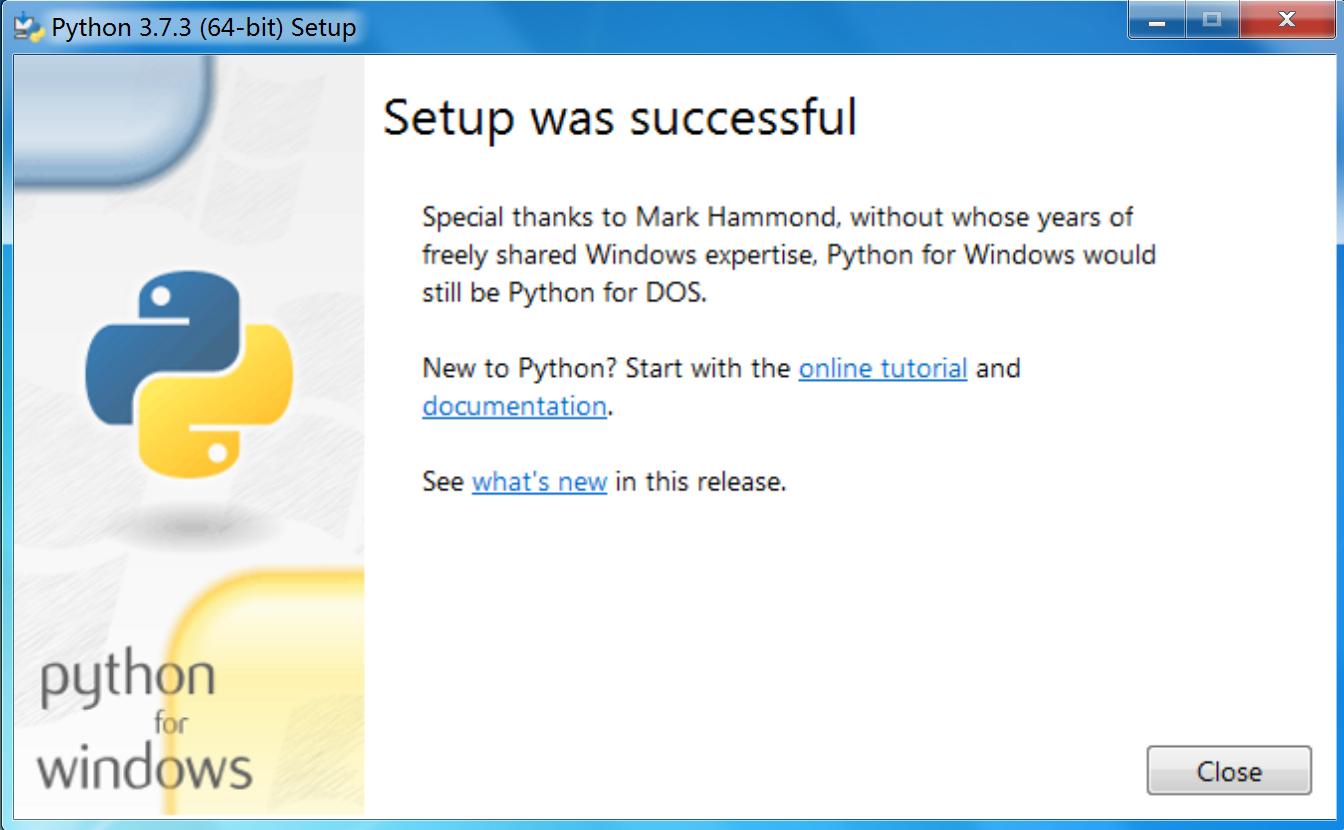 Python 3.7.3 (64-bit) Setup
Setup was successful
Special thanks to Mark Hammond, without whose years of
freely shared Windows expertise, Python for Windows would
still be Python for DOS.
New to Python? Start with the online tutorial and
documentation.
See what's new in this release.
python
for
windows
Close